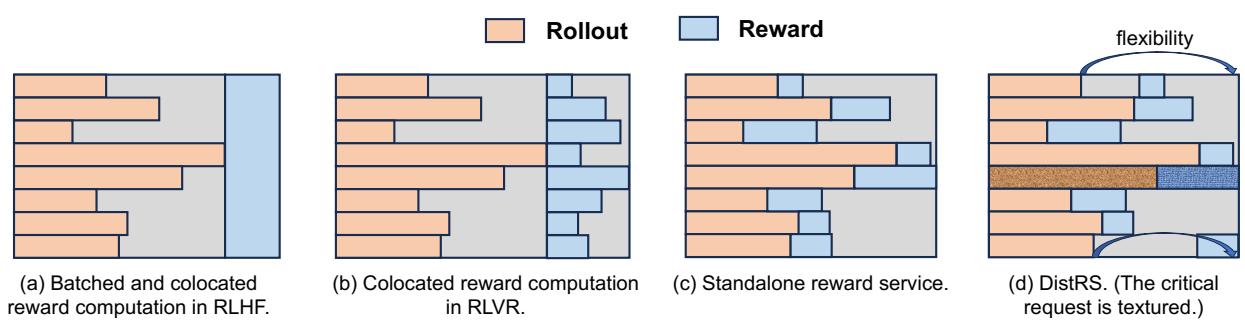 Rollout
Reward
flexibility
(a) Batched and colocated
reward computation in RLHF.
(b) Colocated reward computation
in RLVR.
(c) Standalone reward service.
(d) DistRS. (The critical
request is textured.)